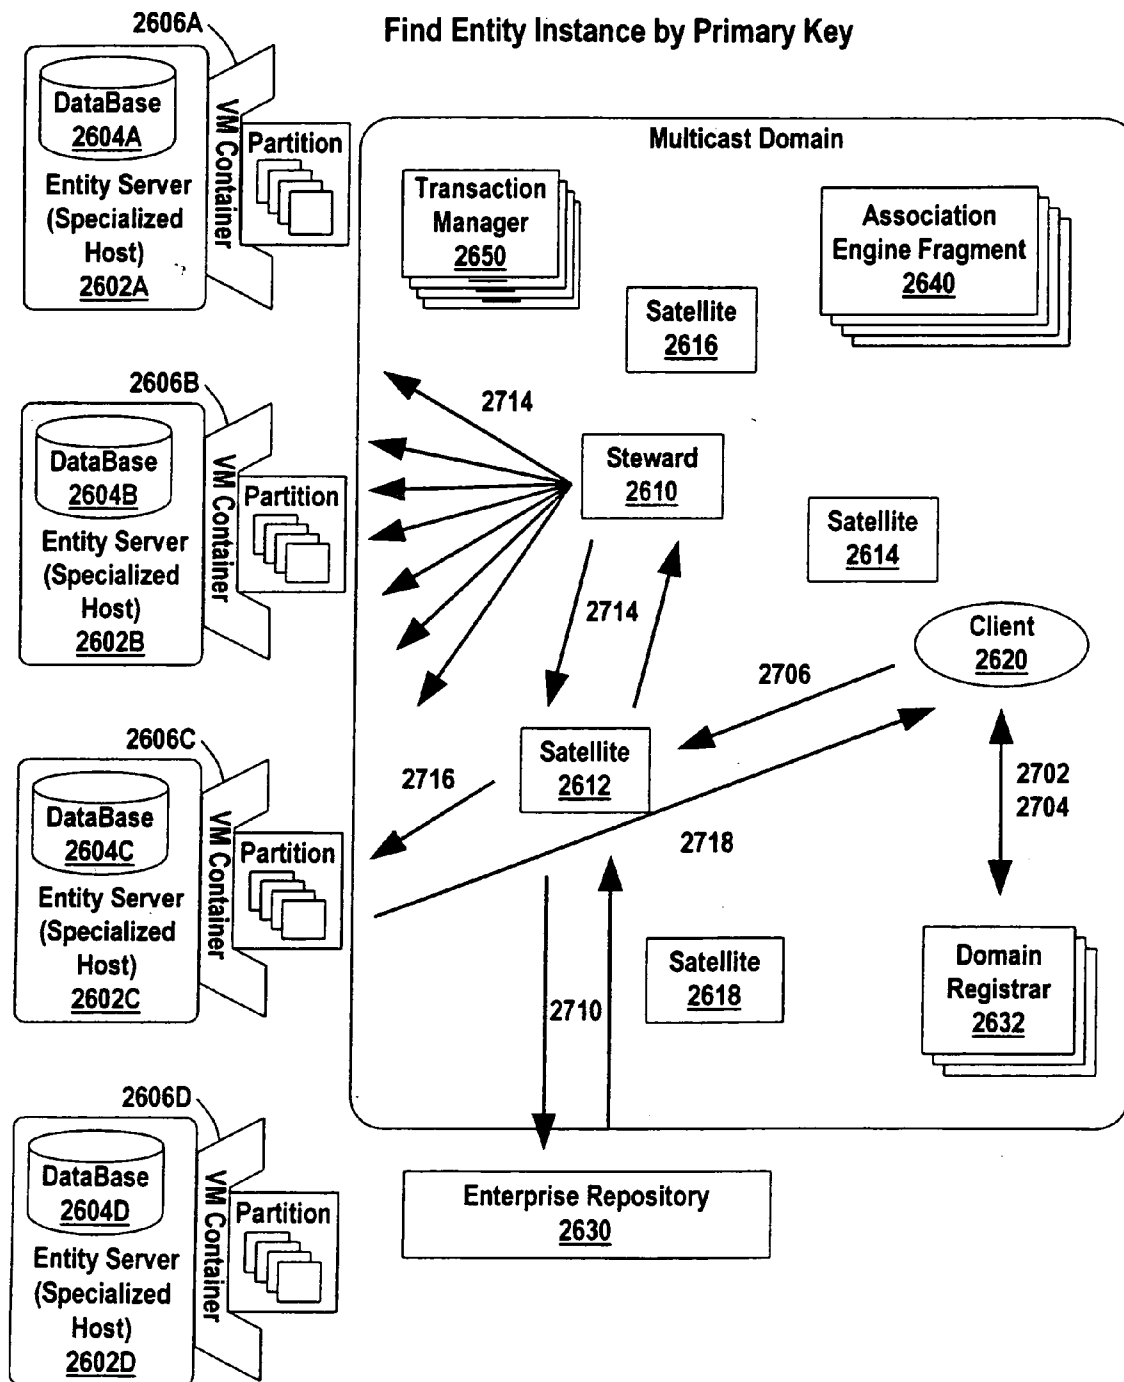 Find Entity Instance by Primary Key
2606A
DataBase
2604A
Entity Server
(Specialized
Host)
2602A
VM Container
Partition
Multicast Domain
Transaction
Manager
2650
Association
Engine Fragment
2640
Satellite
2616
2606B
DataBase
2604B
Entity Server
(Specialized
Host)
2602B
VM Container
Partition
2714
Steward
2610
Satellite
2614
2714
Client
2620
2706
2606C
DataBase
2604C
Entity Server
(Specialized
Host)
2602C
VM Container
Partition
2716
Satellite
2612
2718
2702
2704
2710
Satellite
2618
Domain
Registrar
2632
2606D
DataBase
2604D
Entity Server
(Specialized
Host)
2602D
VM Container
Partition
Enterprise Repository
2630